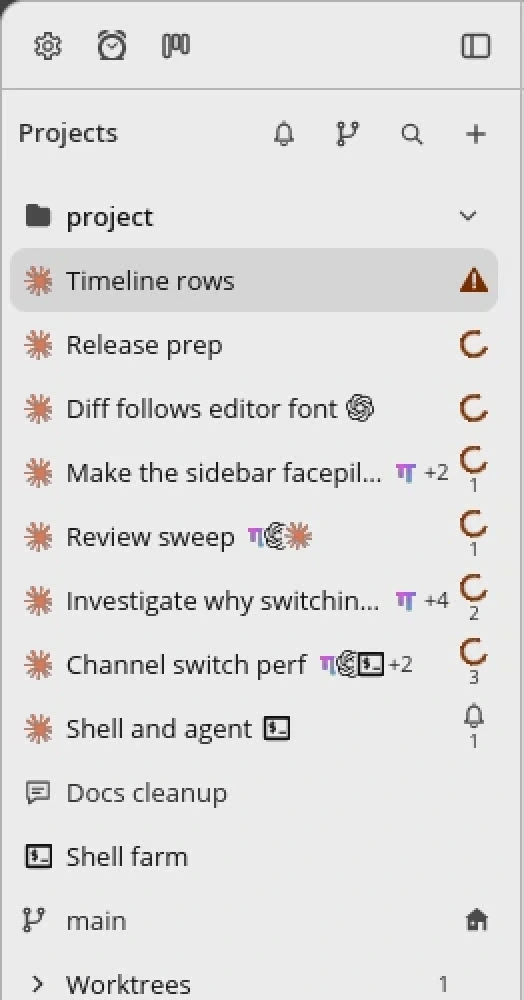 Projects
project
Timeline rows
Release prep
Diff follows editor font
Make the sidebar facepil... +2 1
Review sweep 1
Investigate why switchin... +4 2
Channel switch perf $_ +2 3
Shell and agent $_ 1
Docs cleanup
$_ Shell farm
main
Worktrees 1